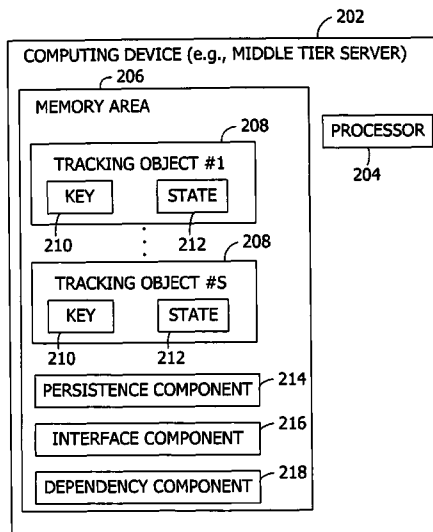 202
COMPUTING DEVICE (e.g., MIDDLE TIER SERVER)
206
MEMORY AREA
208
PROCESSOR
204
TRACKING OBJECT #1
KEY
STATE
210
212
208
TRACKING OBJECT #S
KEY
STATE
210
212
PERSISTENCE COMPONENT
214
INTERFACE COMPONENT
216
DEPENDENCY COMPONENT
218